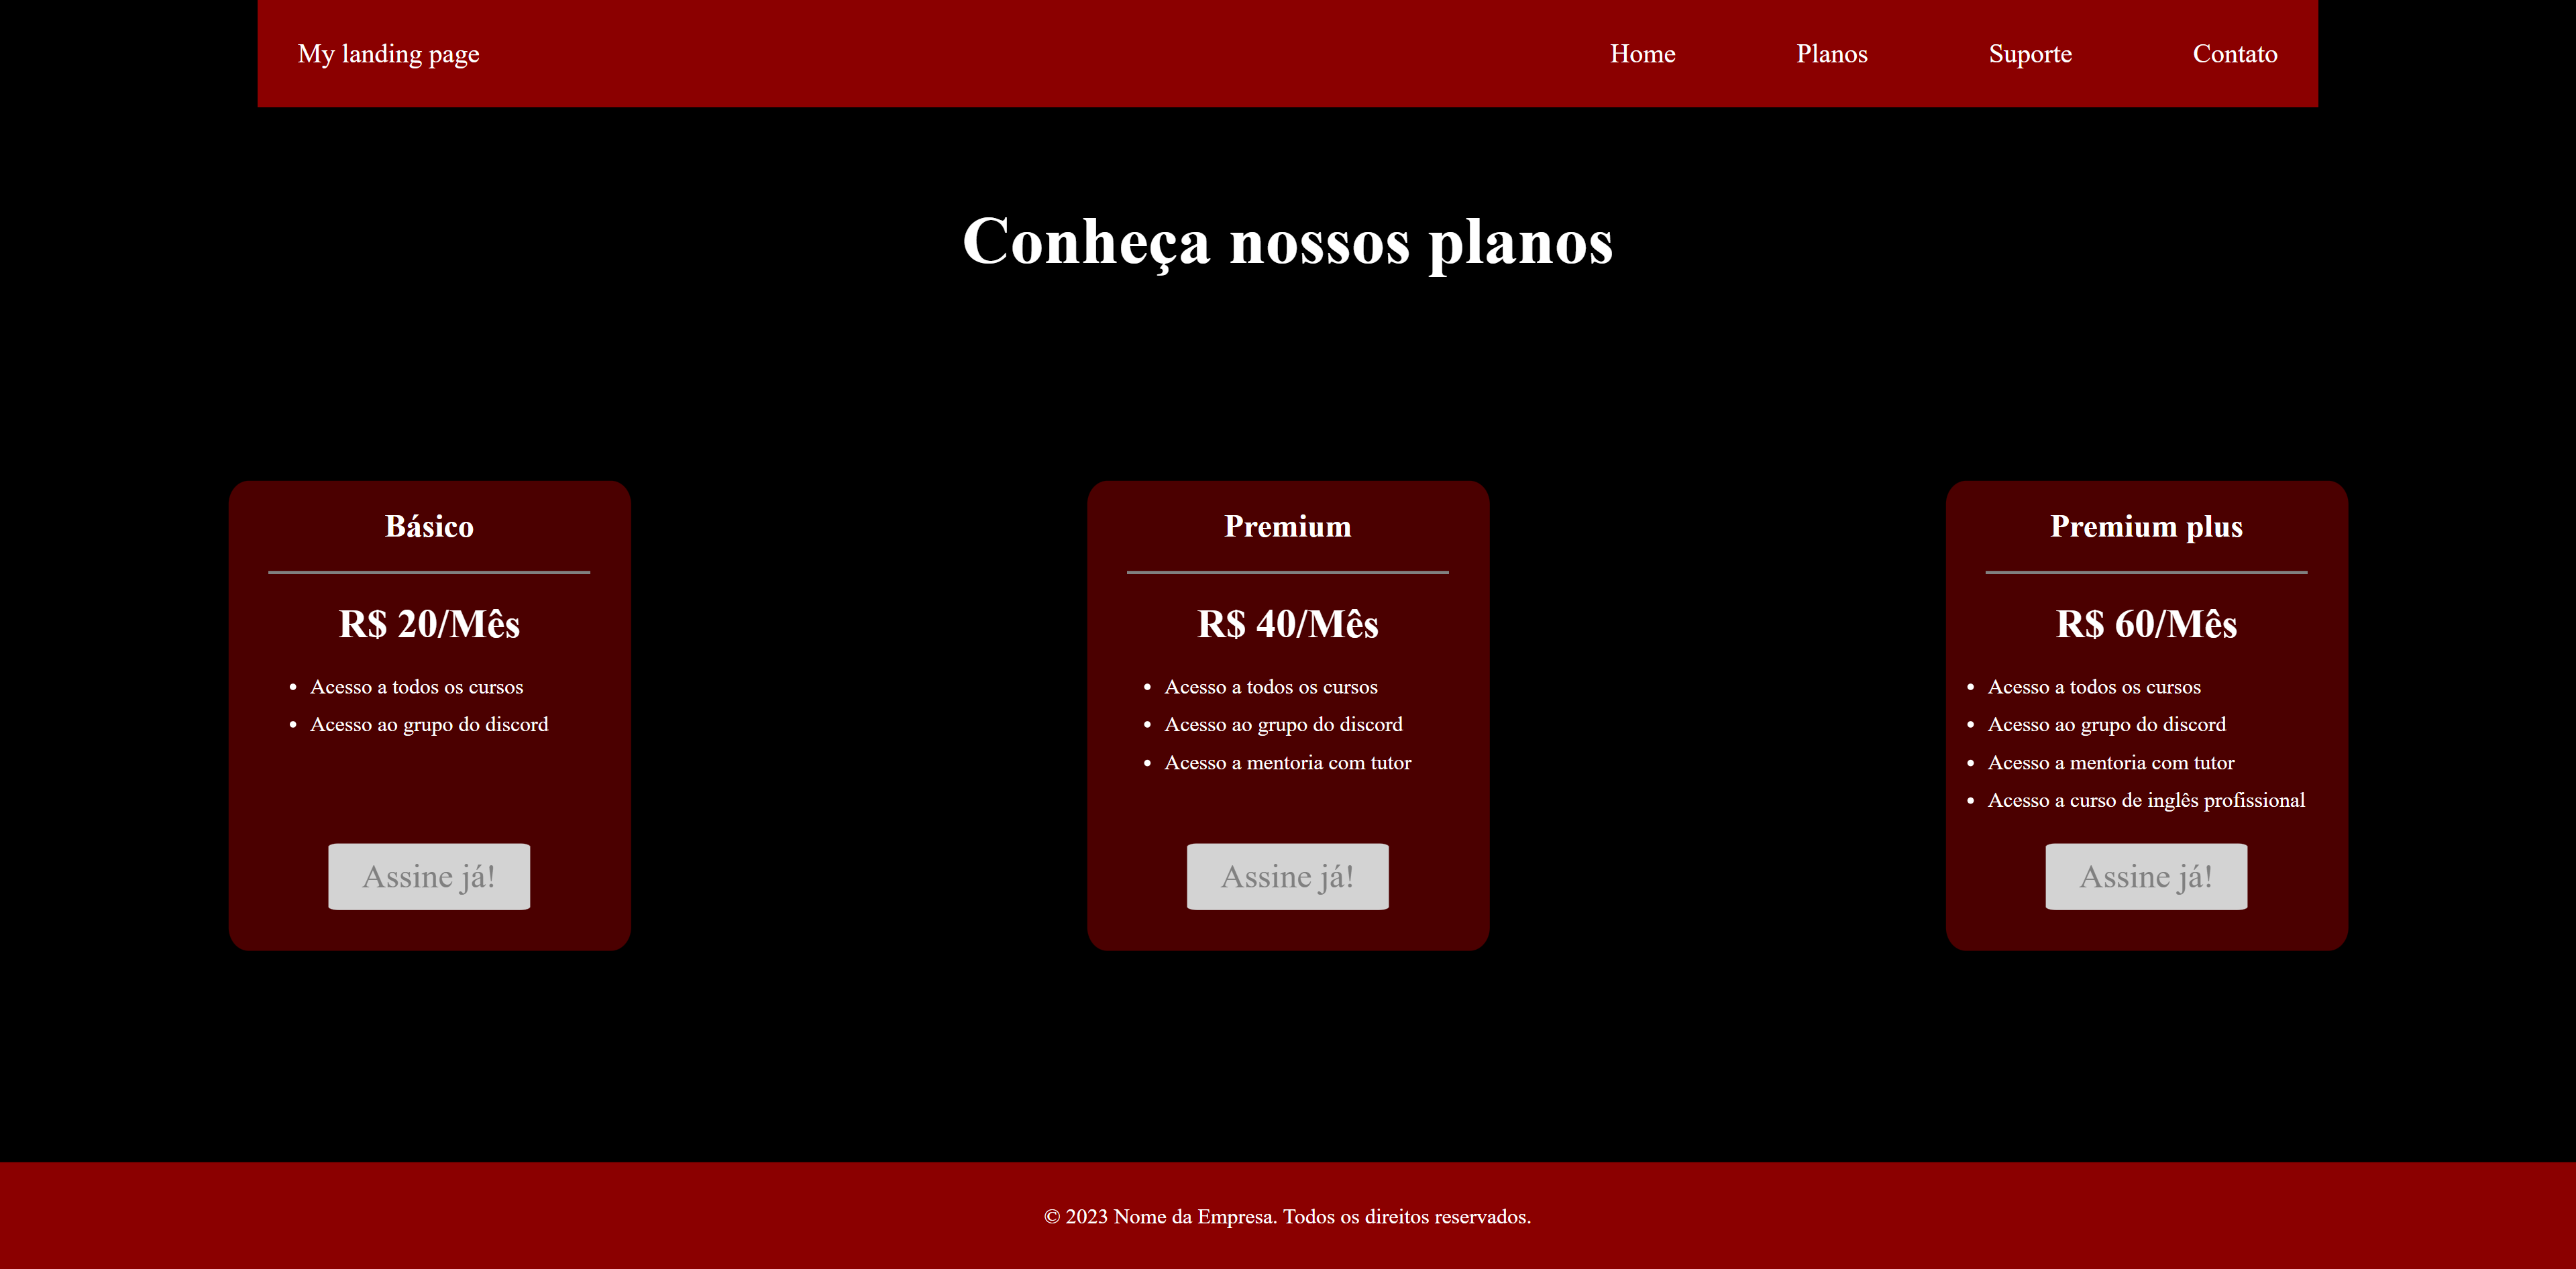 My landing page Home Planos Suporte Contato
Conheça nossos planos
Básico
R$ 20/Mês
• Acesso a todos os cursos
• Acesso ao grupo do discord
Assine já!
Premium
R$ 40/Mês
• Acesso a todos os cursos
• Acesso ao grupo do discord
• Acesso a mentoria com tutor
Assine já!
Premium plus
R$ 60/Mês
• Acesso a todos os cursos
• Acesso ao grupo do discord
• Acesso a mentoria com tutor
• Acesso a curso de inglês profissional
Assine já!
© 2023 Nome da Empresa. Todos os direitos reservados.